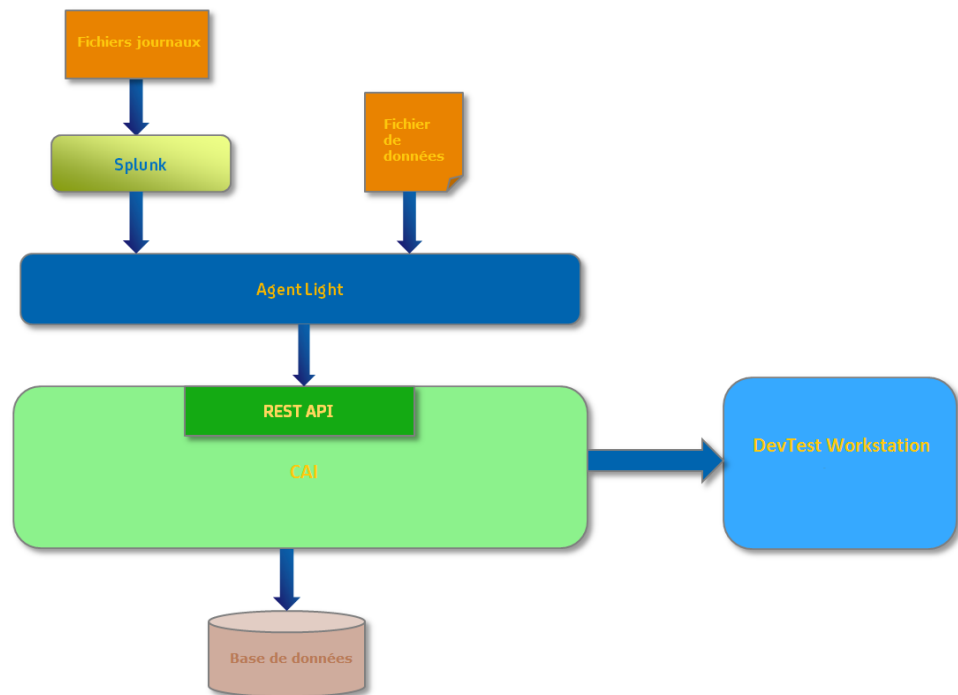 Fichiers journaux
Fichier
de
données
Splunk
Agent Light
REST API
CAI
DevTest Workstation
Base de données